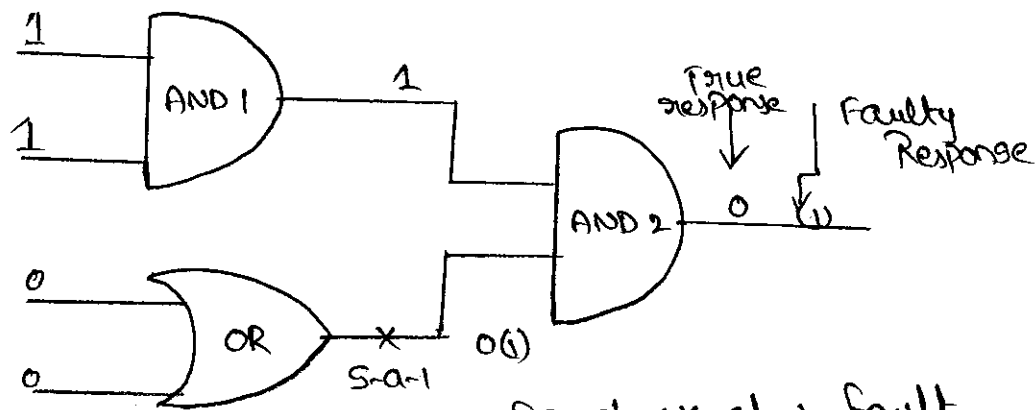 1
1
AND 1
1
True
response
Faulty
Response
0
(1)
AND 2
0
0
OR
S-a-1
0(1)